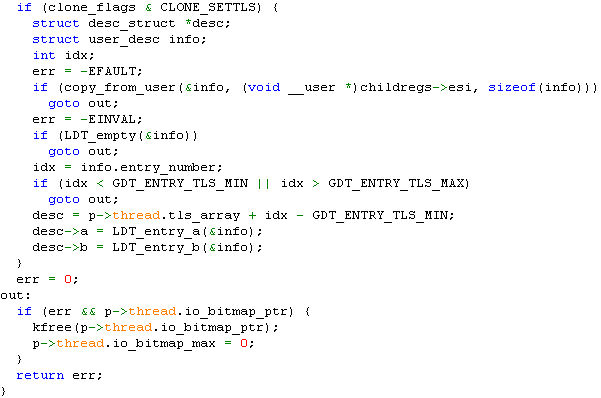 if (clone_flags & CLONE_SETTLS) {
struct desc_struct *desc;
struct user_desc info;
int idx;
err = -EFAULT;
if (copy_from_user(&info, (void __user *)childregs->esi, sizeof(info)))
goto out;
err = -EINVAL;
if (LDT_empty(&info))
goto out;
idx = info.entry_number;
if (idx < GDT_ENTRY_TLS_MIN || idx > GDT_ENTRY_TLS_MAX)
goto out;
desc = p->thread.tls_array + idx - GDT_ENTRY_TLS_MIN;
desc->a = LDT_entry_a(&info);
desc->b = LDT_entry_b(&info);
}
err = 0;
out:
if (err && p->thread.io_bitmap_ptr) {
kfree(p->thread.io_bitmap_ptr);
p->thread.io_bitmap_max = 0;
}
return err;
}